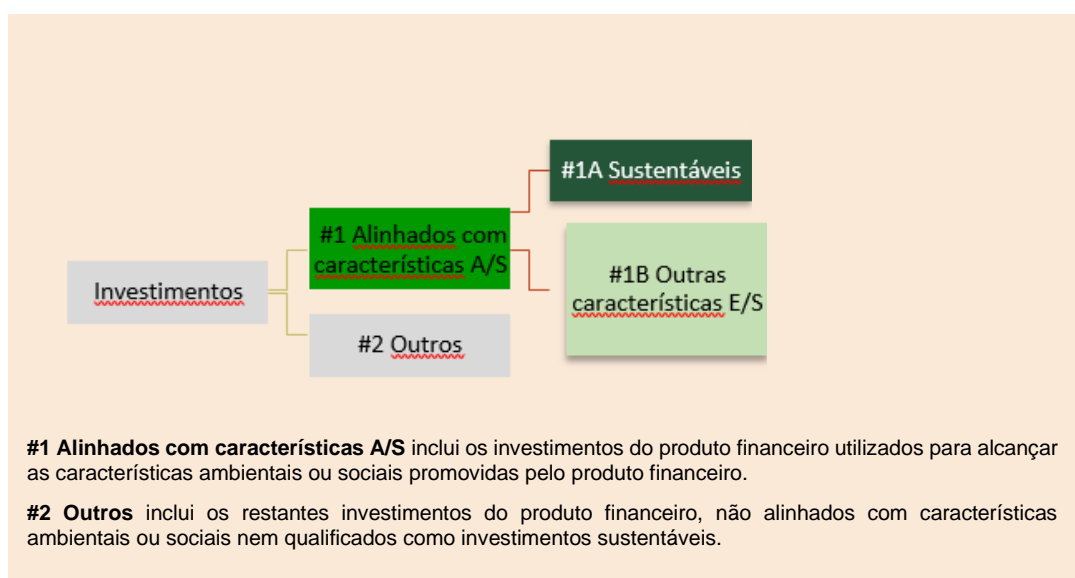 #1A Sustentáveis
#1 Alinhados com
características A/S
#1B Outras
características E/S
Investimentos
#2 Outros
#1 Alinhados com características A/S inclui os investimentos do produto financeiro utilizados para alcançar
as características ambientais ou sociais promovidas pelo produto financeiro.
#2 Outros inclui os restantes investimentos do produto financeiro, não alinhados com características
ambientais ou sociais nem qualificados como investimentos sustentáveis.